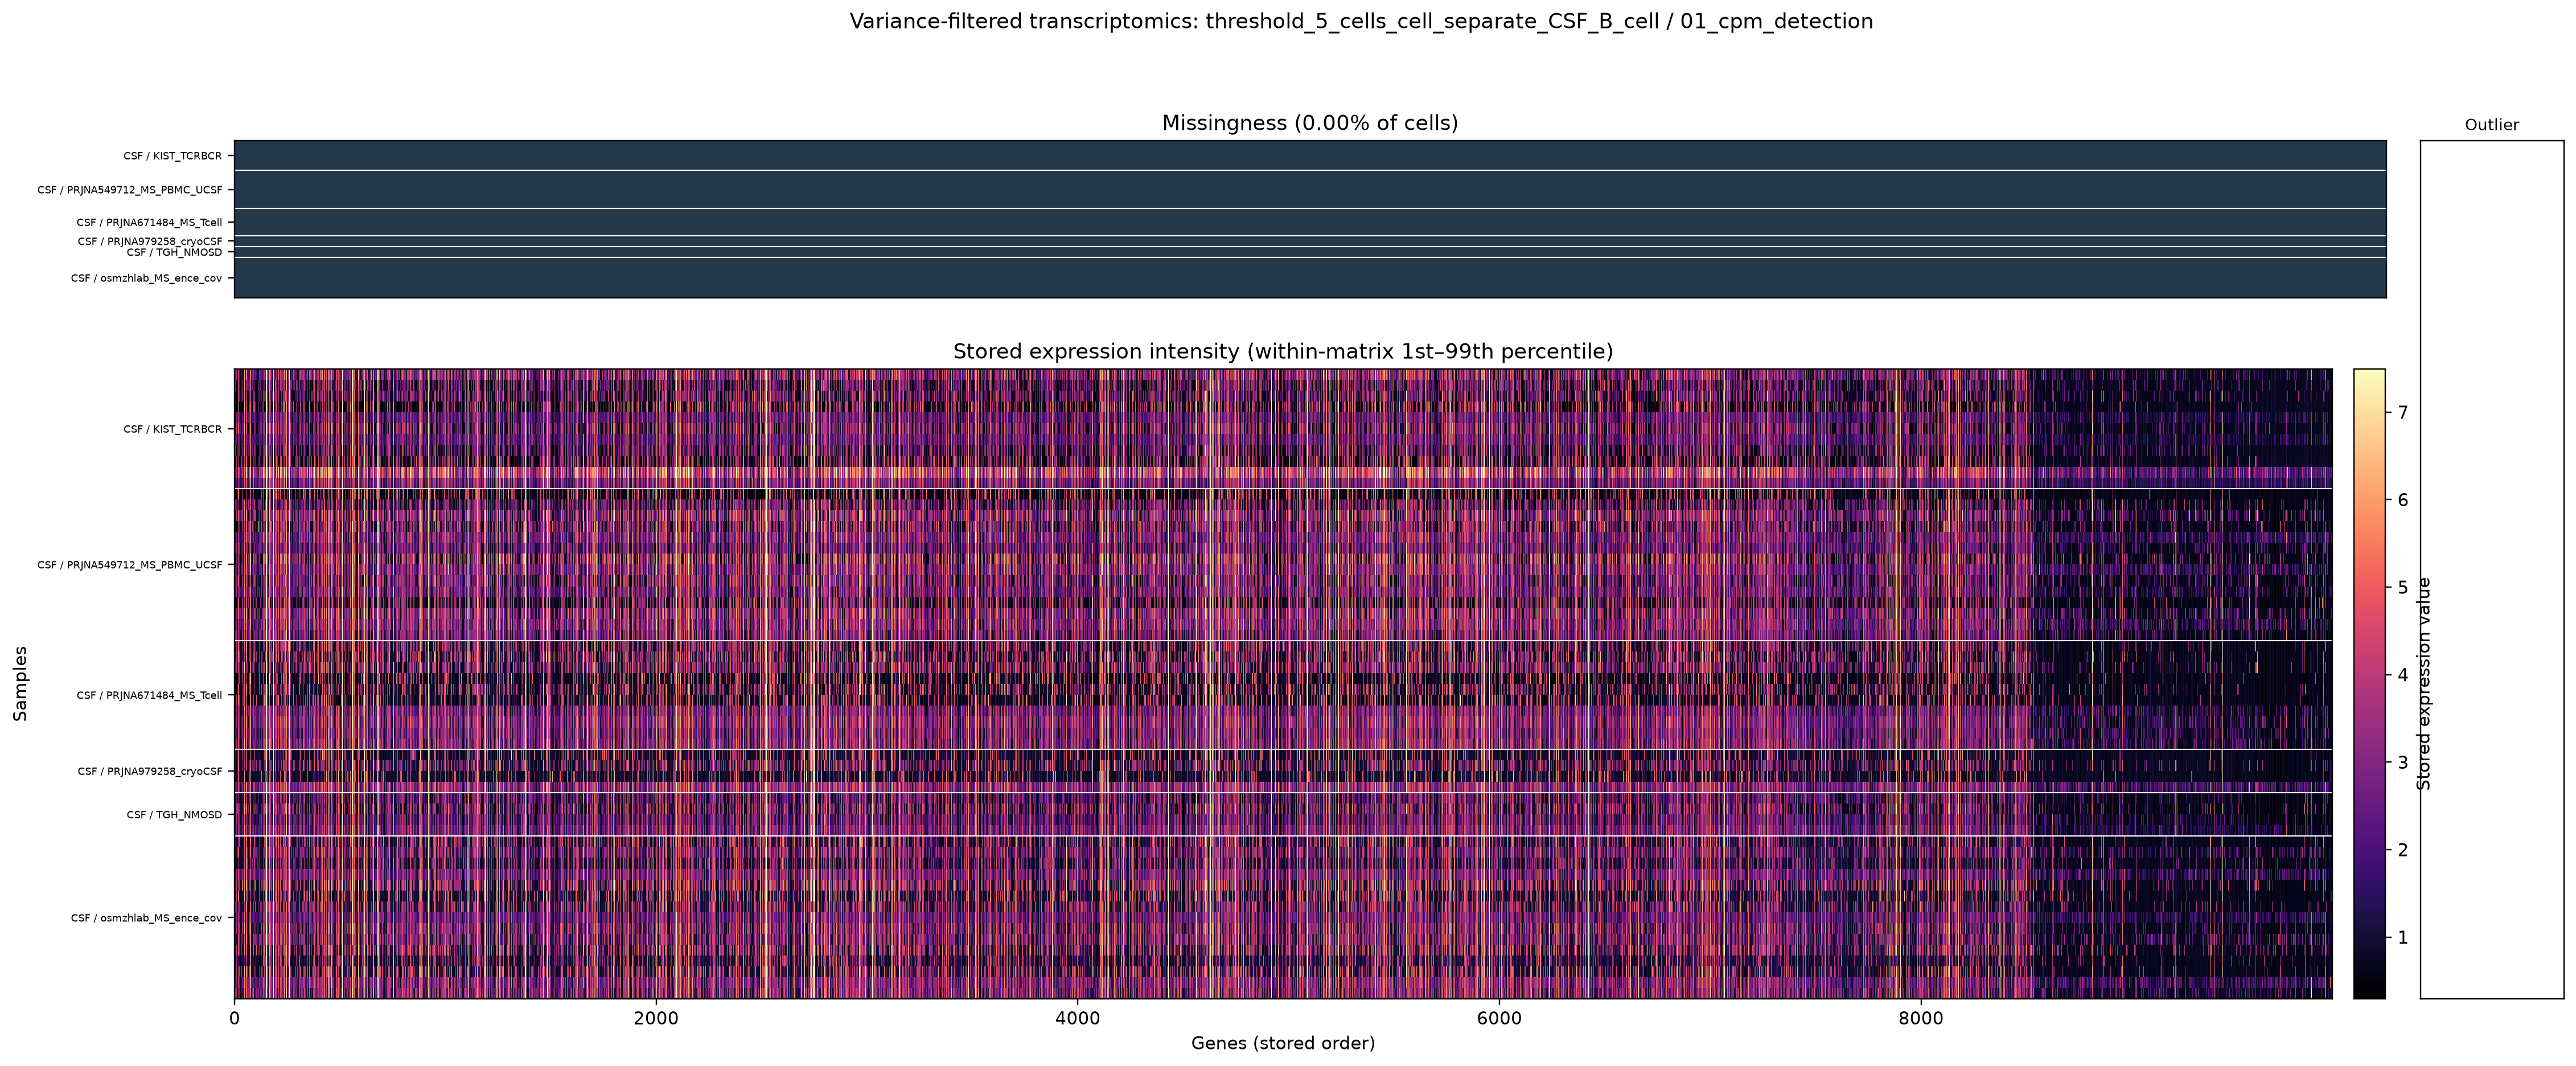 Variance-filtered transcriptomics: threshold_5_cells_cell_separate_CSF_B_cell / 01_cpm_detection
Missingness (0.00% of cells)
Outlier
CSF / KIST_TCRBCR
CSF / PRJNA549712_MS_PBMC_UCSF
CSF / PRJNA671484_MS_Tcell
CSF / PRJNA979258_cryoCSF
CSF / TGH_NMOSD
CSF / osmzhlab_MS_ence_cov
Stored expression intensity (within-matrix 1st–99th percentile)
Samples
CSF / KIST_TCRBCR
CSF / PRJNA549712_MS_PBMC_UCSF
CSF / PRJNA671484_MS_Tcell
CSF / PRJNA979258_cryoCSF
CSF / TGH_NMOSD
CSF / osmzhlab_MS_ence_cov
0
2000
4000
6000
8000
Genes (stored order)
7
6
5
4
3
2
1
Stored expression value